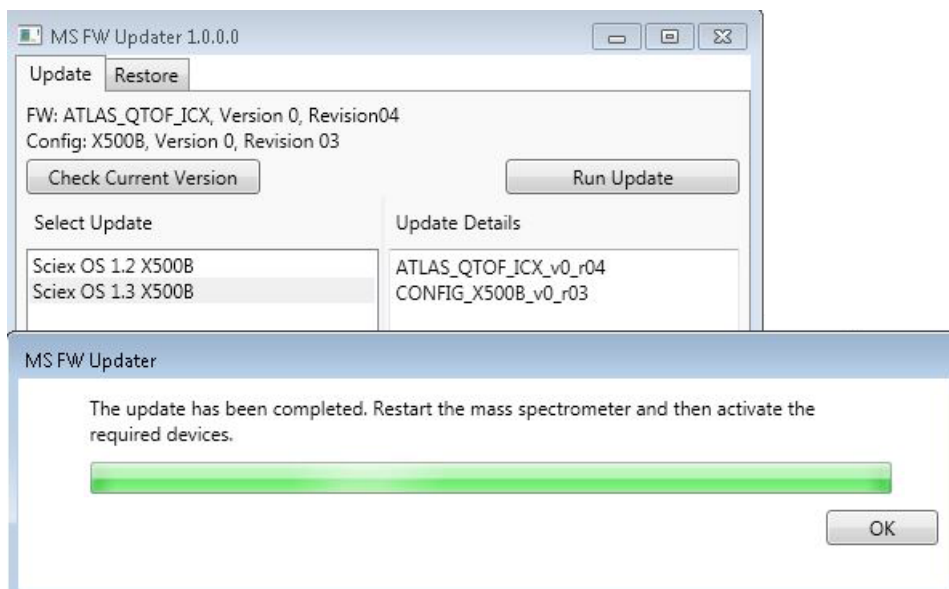 MS FW Updater 1.0.0.0
Update Restore
FW: ATLAS_QTOF_ICX, Version 0, Revision04
Config: X500B, Version 0, Revision 03
Check Current Version Run Update
Select Update Update Details
Sciex OS 1.2 X500B ATLAS_QTOF_ICX_v0_r04
Sciex OS 1.3 X500B CONFIG_X500B_v0_r03
MS FW Updater
The update has been completed. Restart the mass spectrometer and then activate the
required devices.
OK